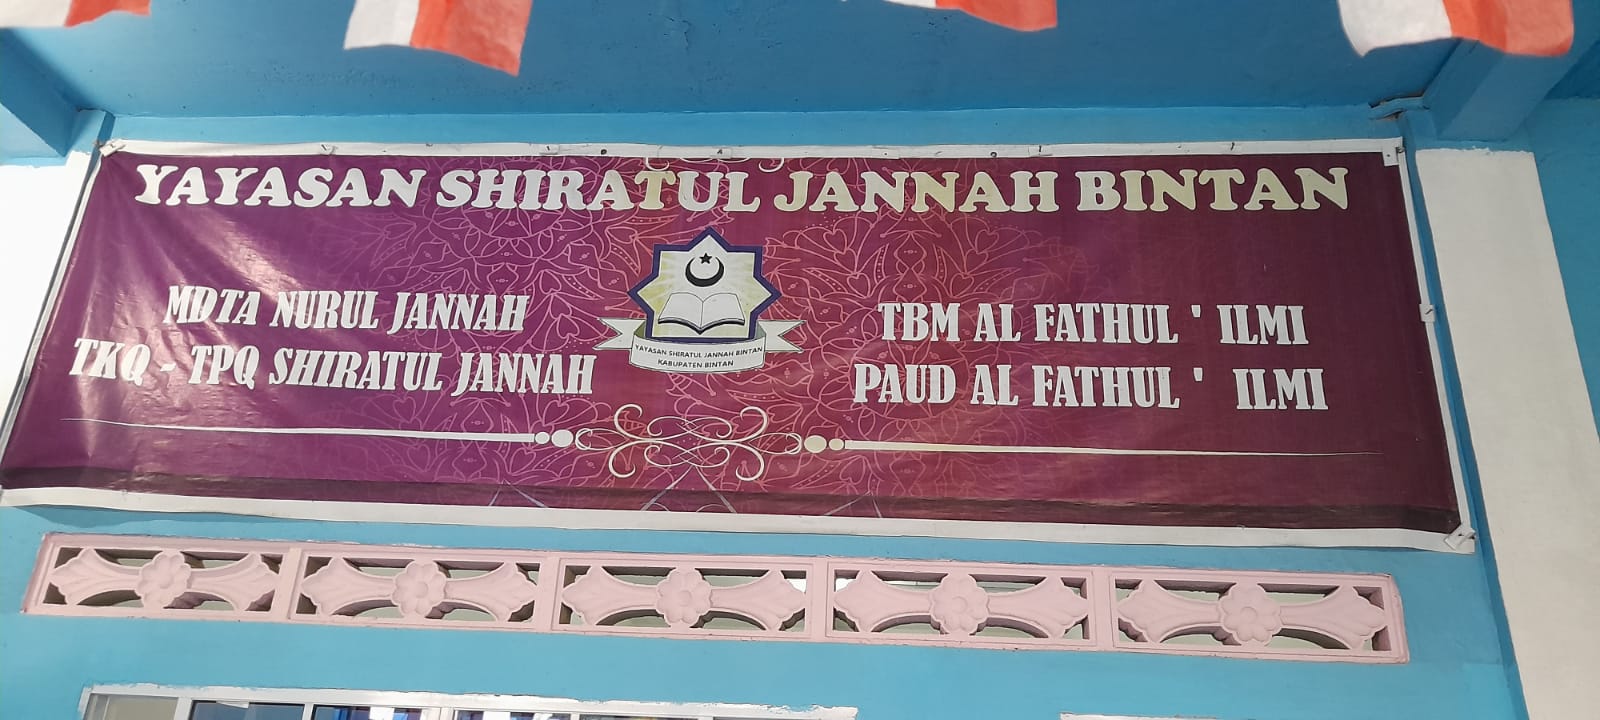 YAYASAN SHIRATUL JANNAH BINTAN
MDTA NURUL JANNAH
TKQ - TPQ SHIRATUL JANNAH
YAYASAN SHIRATUL JANNAH BINTAN
KABUPATEN BINTAN
TBM AL FATHUL ' ILMI
PAUD AL FATHUL ' ILMI